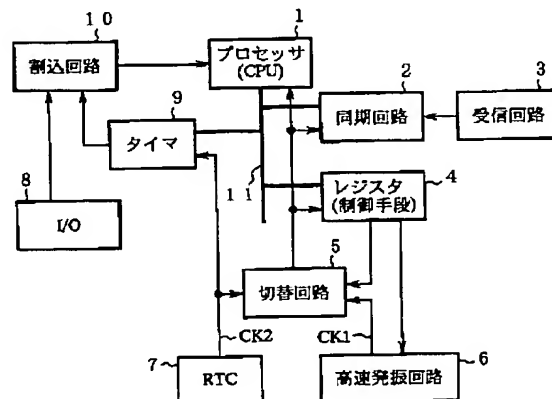 10
割込回路
1
プロセッサ
(CPU)
2
同期回路
3
受信回路
9
タイマ
11
4
レジスタ
(制御手段)
8
I/O
5
切替回路
CK2
CK1
7
RTC
6
高速発振回路